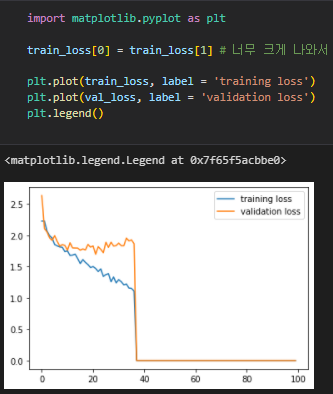 import matplotlib.pyplot as plt
train_loss[0] = train_loss[1] # 너무 크게 나와서
plt.plot(train_loss, label = 'training loss')
plt.plot(val_loss, label = 'validation loss')
plt.legend()
<matplotlib.legend.Legend at 0x7f65f5acbbe0>
training loss
validation loss
2.5
2.0
1.5
1.0
0.5
0.0
0 20 40 60 80 100